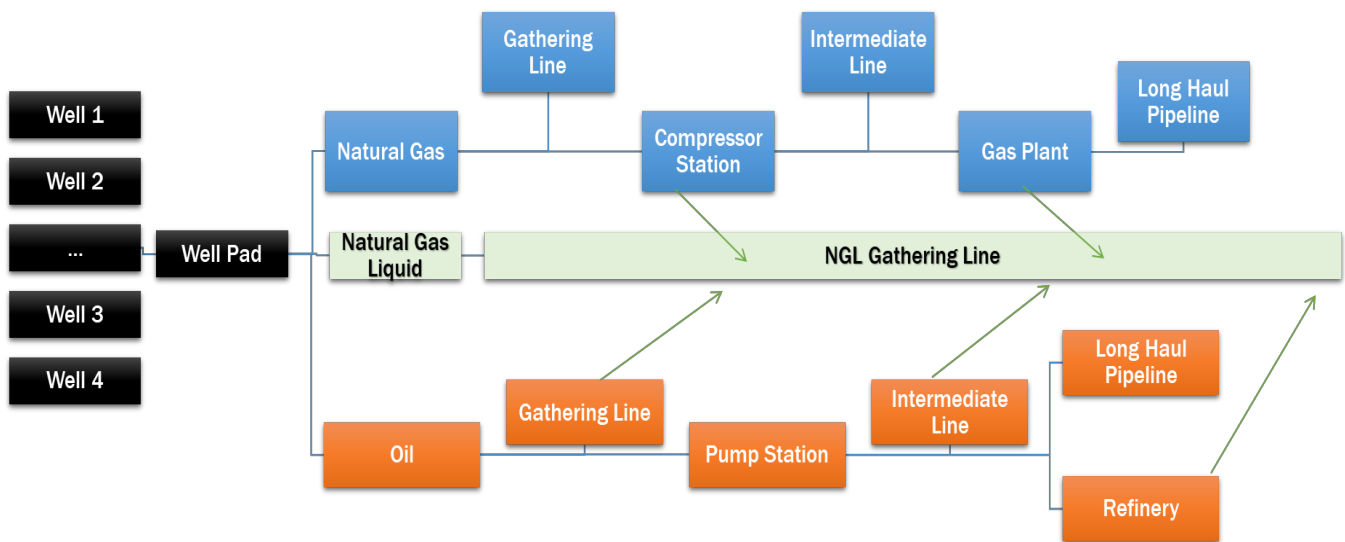 Well 1
Well 2
...
Well 3
Well 4
Well Pad
Gathering
Line
Intermediate
Line
Long Haul
Pipeline
Natural Gas
Compressor
Station
Gas Plant
Natural Gas
Liquid
NGL Gathering Line
Long Haul
Pipeline
Gathering Line
Intermediate
Line
Oil
Pump Station
Refinery